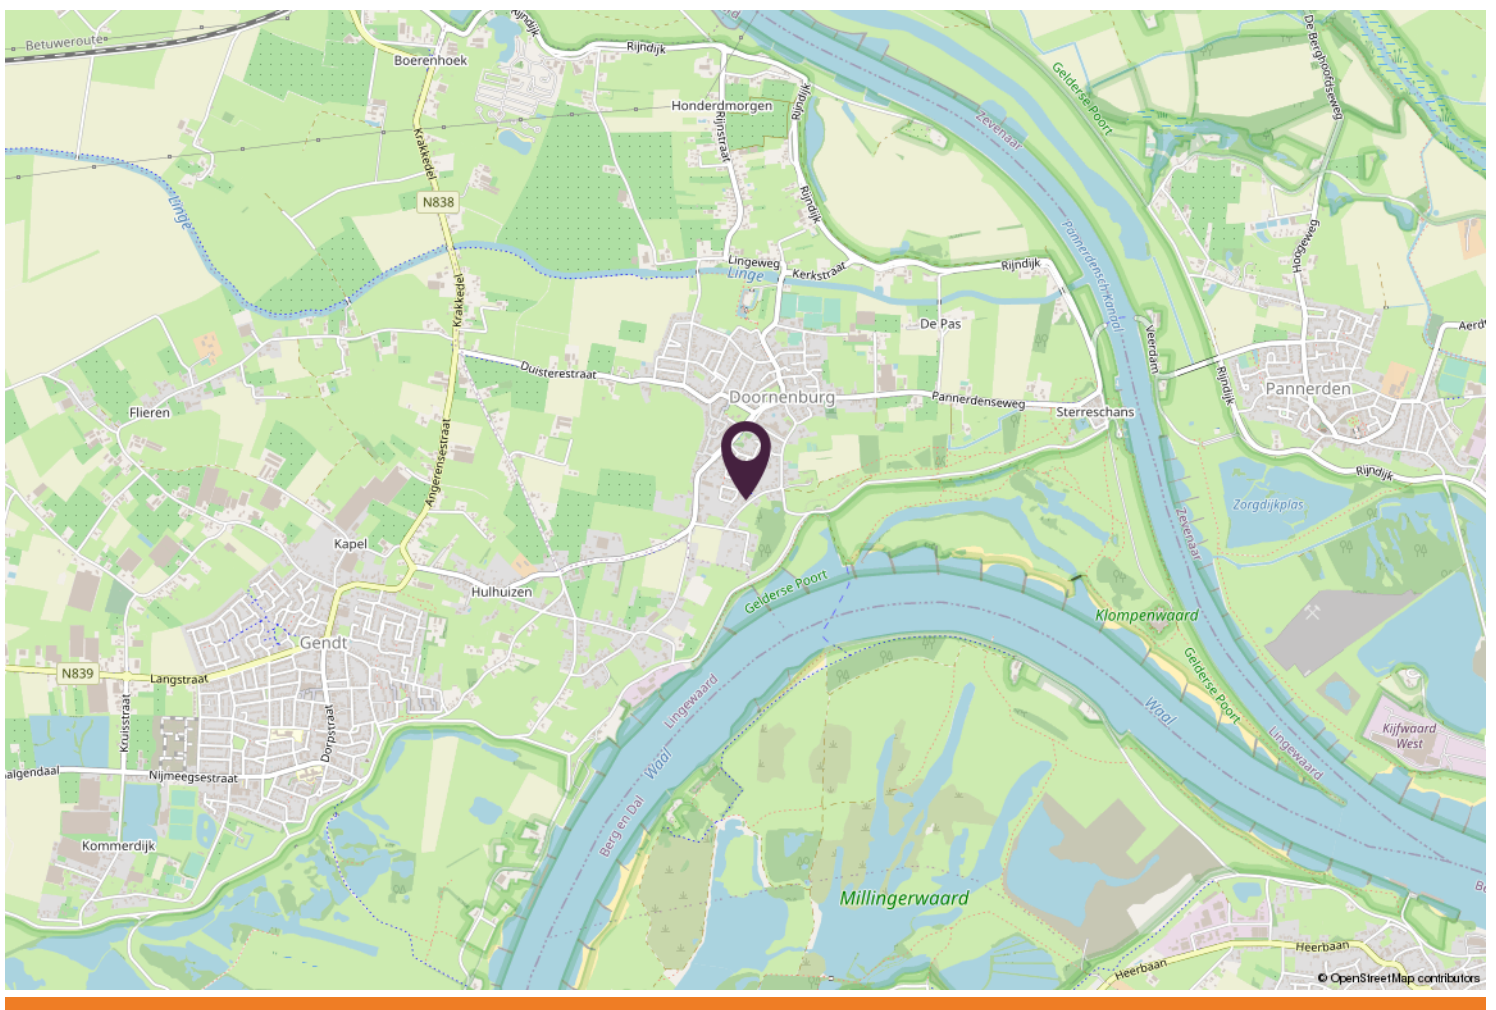 Rijndijk
Betuweroute
Rijndijk
Boerenhoek
De Berghoofdseweg
Gelderse Poort
Honderdmorgen
Rijndijk
Zevenaar
Rijnstraat
Krakkedel
N838
Linge
Rijndijk
Pannerdensch Kanaal
Hoogeweg
Lingeweg
Linge
Kerkstraat
Rijndijk
Krakkedel
De Pas
Veerdam
Duisterestraat
Rijndijk
Pannerden
Doornenburg
Pannerdenseweg
Sterreschans
Flieren
Angerensestraat
Rijndijk
Zorgdijkplas
Zevenaar
Kapel
Hulhuizen
Gelderse Poort
Klompenwaard
Gendt
N839
Langstraat
Gelderse Poort
Lingewaard
Waal
Kruisstraat
Dorpstraat
Kijfwaard
West
Lingewaard
Waal
Nijmeegsestraat
Berg en Dal
Kommerdijk
Millingerwaard
Heerbaan
Heerbaan
© OpenStreetMap contributors